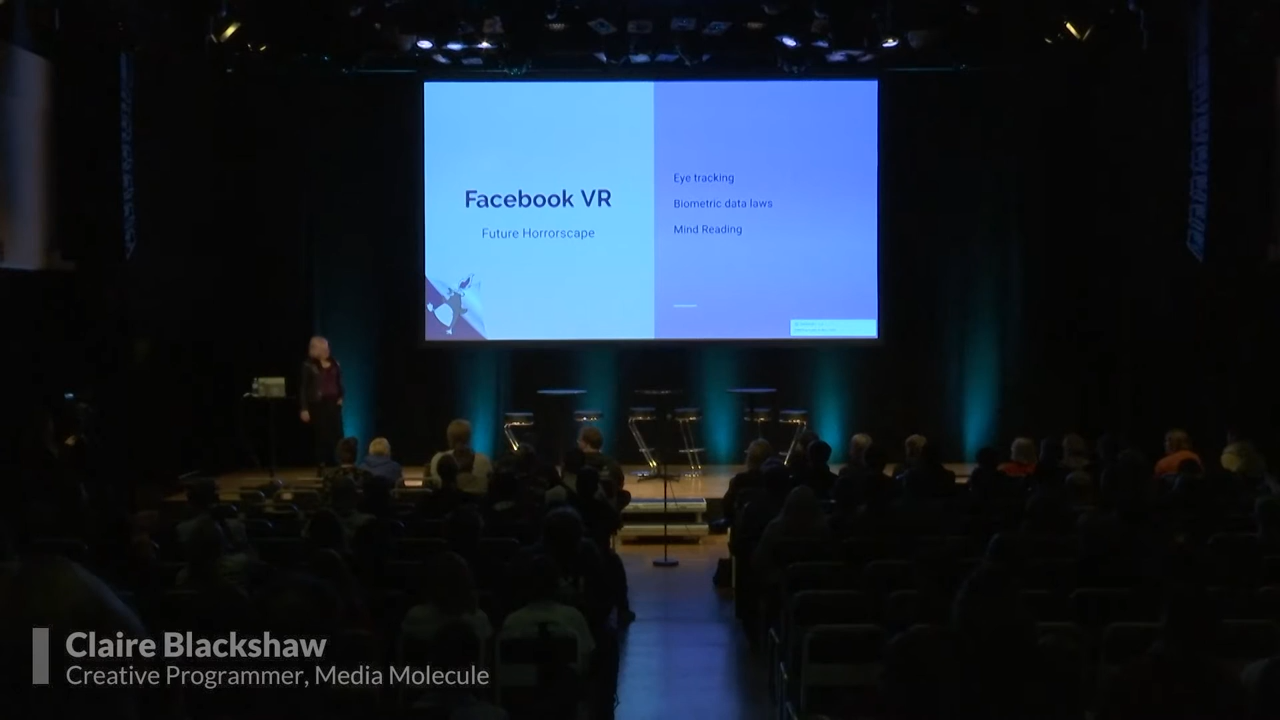 Facebook VR
Future Horrorscape
Eye tracking
Biometric data laws
Mind Reading
Claire Blackshaw
Creative Programmer, Media Molecule